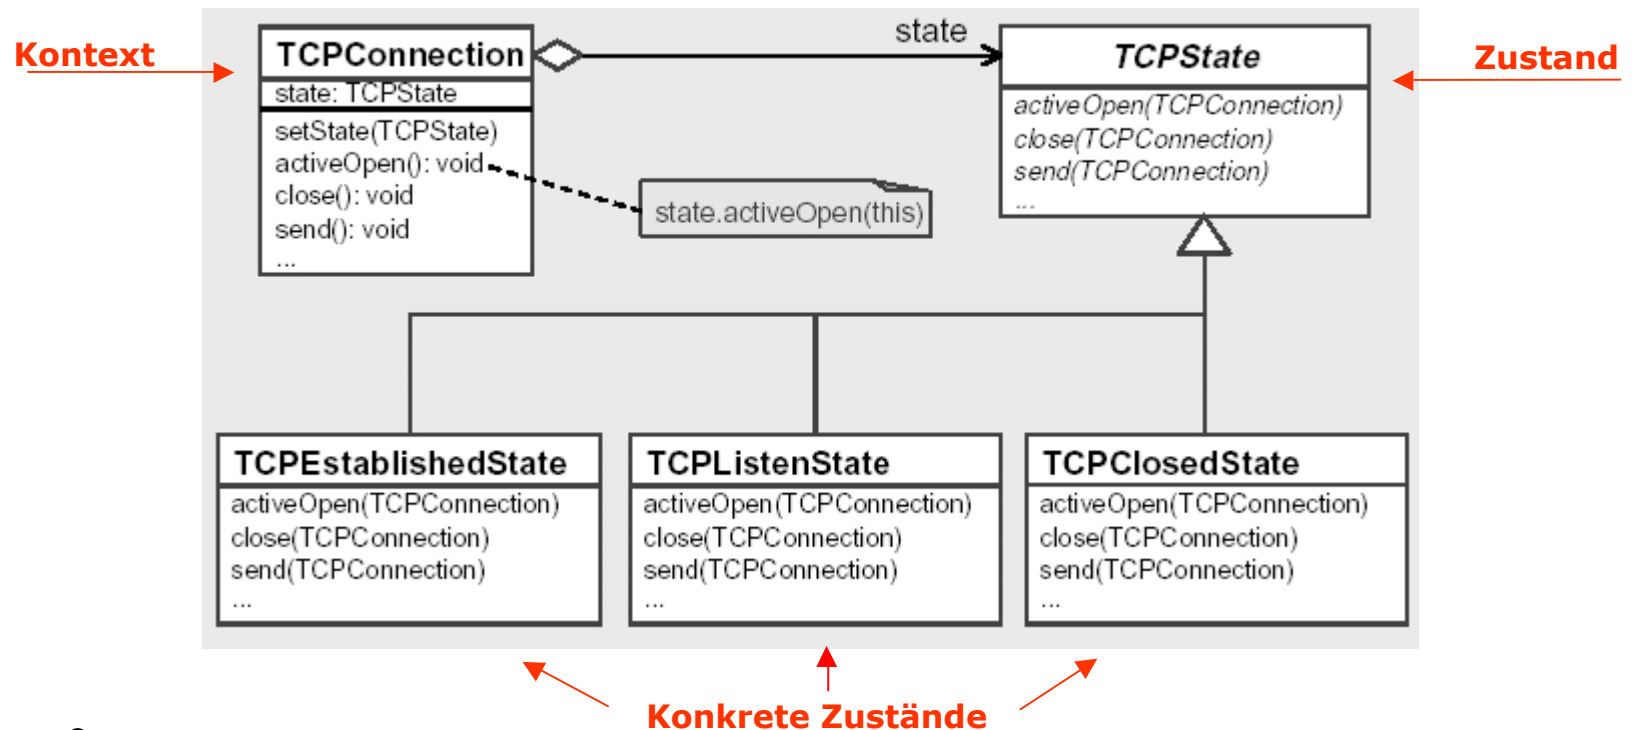 Kontext
TCPConnection
state: TCPState
setState(TCPState)
activeOpen(): void
close(): void
send(): void
...
state
state.activeOpen(this)
TCPState
activeOpen(TCPConnection)
close(TCPConnection)
send(TCPConnection)
...
Zustand
TCPEstablishedState
activeOpen(TCPConnection)
close(TCPConnection)
send(TCPConnection)
...
TCPListenState
activeOpen(TCPConnection)
close(TCPConnection)
send(TCPConnection)
...
TCPClosedState
activeOpen(TCPConnection)
close(TCPConnection)
send(TCPConnection)
...
Konkrete Zustände